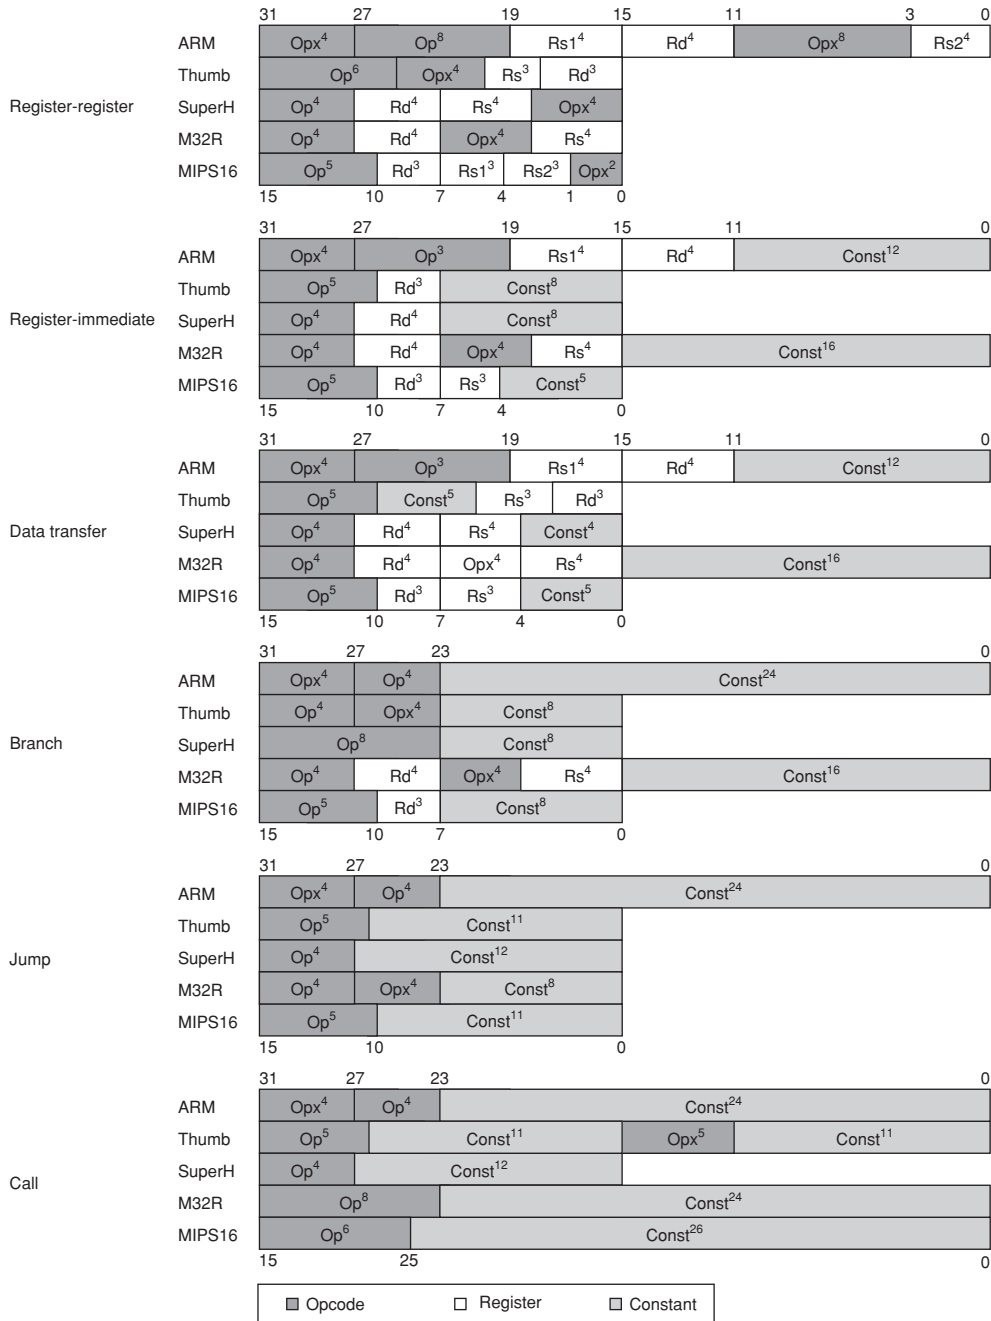 31 27 19 15 11 3 0
ARM Opx⁴ Op⁸ Rs1⁴ Rd⁴ Opx⁸ Rs2⁴
Thumb Op⁶ Opx⁴ Rs³ Rd³
Register-register SuperH Op⁴ Rd⁴ Rs⁴ Opx⁴
M32R Op⁴ Rd⁴ Opx⁴ Rs⁴
MIPS16 Op⁵ Rd³ Rs1³ Rs2³ Opx²
15 10 7 4 1 0
31 27 19 15 11 0
ARM Opx⁴ Op³ Rs1⁴ Rd⁴ Const¹²
Thumb Op⁵ Rd³ Const⁸
Register-immediate SuperH Op⁴ Rd⁴ Const⁸
M32R Op⁴ Rd⁴ Opx⁴ Rs⁴ Const¹⁶
MIPS16 Op⁵ Rd³ Rs³ Const⁵
15 10 7 4 0
31 27 19 15 11 0
ARM Opx⁴ Op³ Rs1⁴ Rd⁴ Const¹²
Thumb Op⁵ Const⁵ Rs³ Rd³
Data transfer SuperH Op⁴ Rd⁴ Rs⁴ Const⁴
M32R Op⁴ Rd⁴ Opx⁴ Rs⁴ Const¹⁶
MIPS16 Op⁵ Rd³ Rs³ Const⁵
15 10 7 4 0
31 27 23 0
ARM Opx⁴ Op⁴ Const²⁴
Thumb Op⁴ Opx⁴ Const⁸
Branch SuperH Op⁸ Const⁸
M32R Op⁴ Rd⁴ Opx⁴ Rs⁴ Const¹⁶
MIPS16 Op⁵ Rd³ Const⁸
15 10 7 0
31 27 23 0
ARM Opx⁴ Op⁴ Const²⁴
Thumb Op⁵ Const¹¹
Jump SuperH Op⁴ Const¹²
M32R Op⁴ Opx⁴ Const⁸
MIPS16 Op⁵ Const¹¹
15 10 0
31 27 23 0
ARM Opx⁴ Op⁴ Const²⁴
Thumb Op⁵ Const¹¹ Opx⁵ Const¹¹
Call SuperH Op⁴ Const¹²
M32R Op⁸ Const²⁴
MIPS16 Op⁶ Const²⁶
15 25 0
Opcode Register Constant